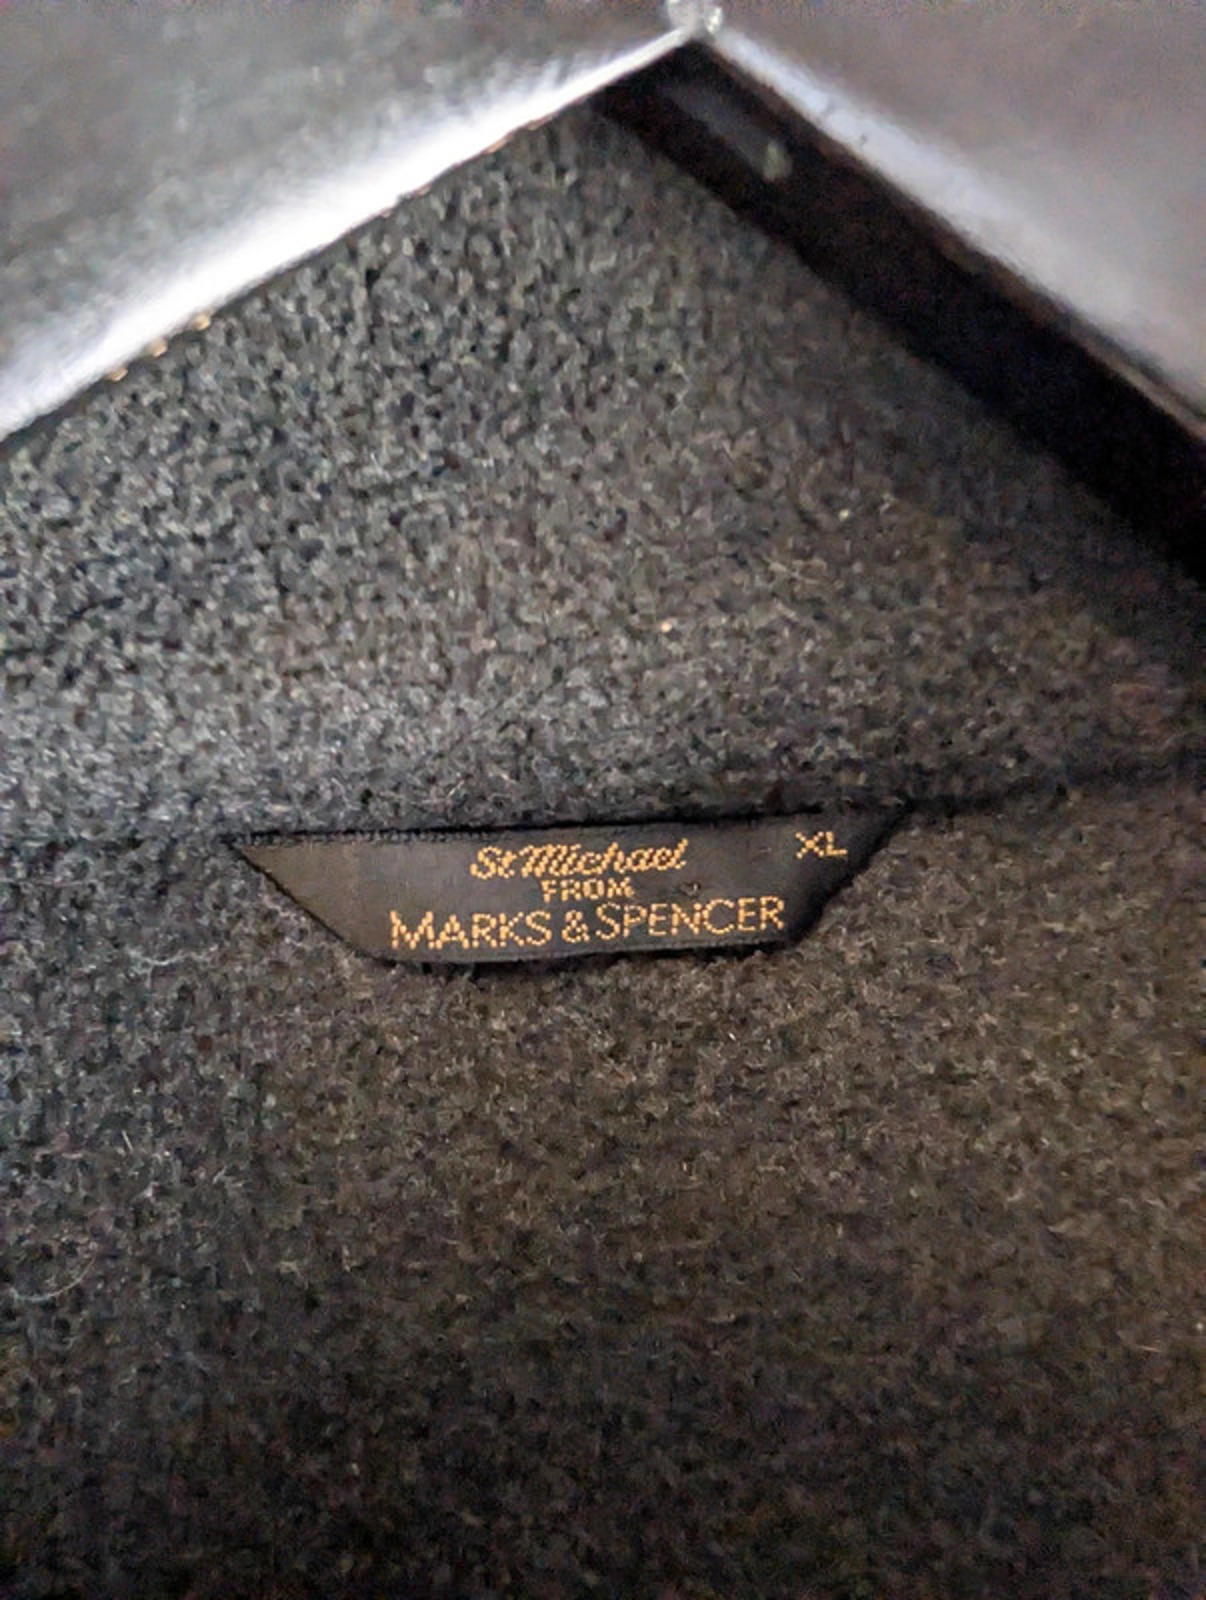 St Michael
XL
FROM
MARKS & SPENCER